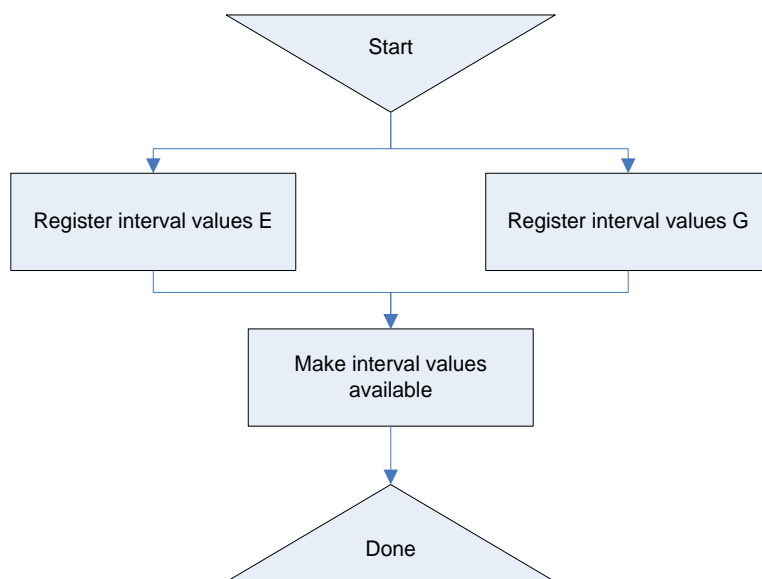 Start
Register interval values E
Register interval values G
Make interval values
available
Done